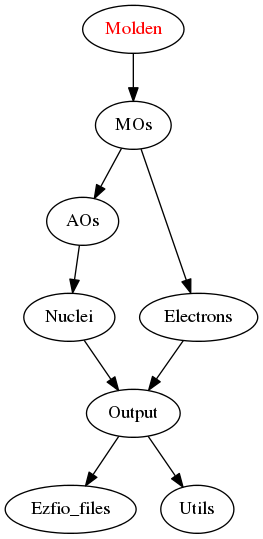 Molden
MOs
AOs
Nuclei
Electrons
Output
Ezfio_files
Utils